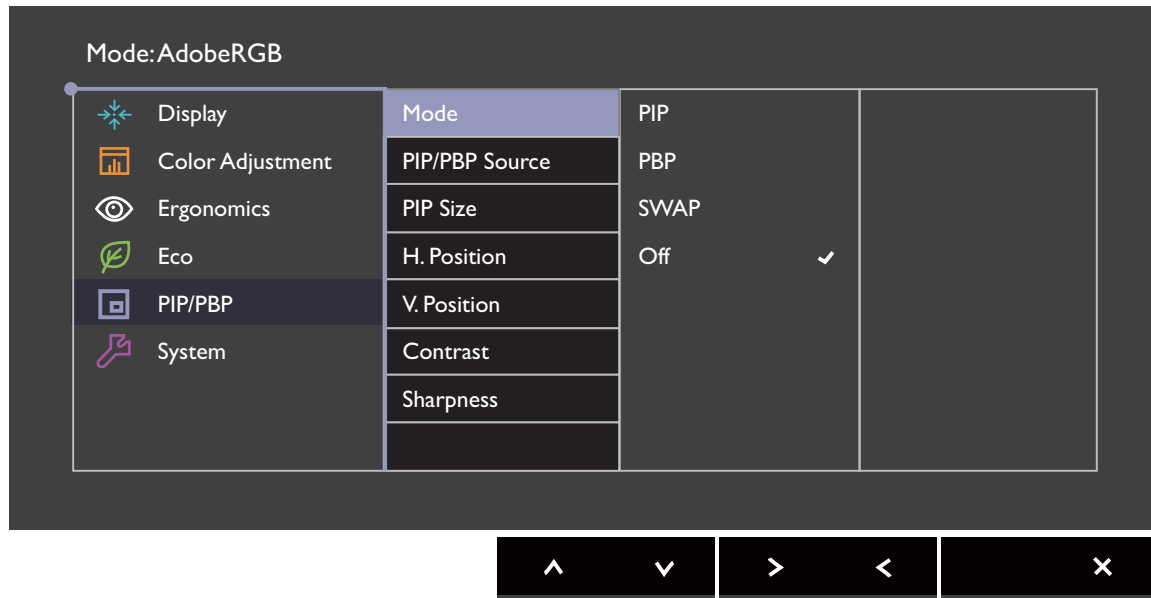 Mode: AdobeRGB
Display
Color Adjustment
Ergonomics
Eco
PIP/PBP
System
Mode
PIP/PBP Source
PIP Size
H. Position
V. Position
Contrast
Sharpness
PIP
PBP
SWAP
Off